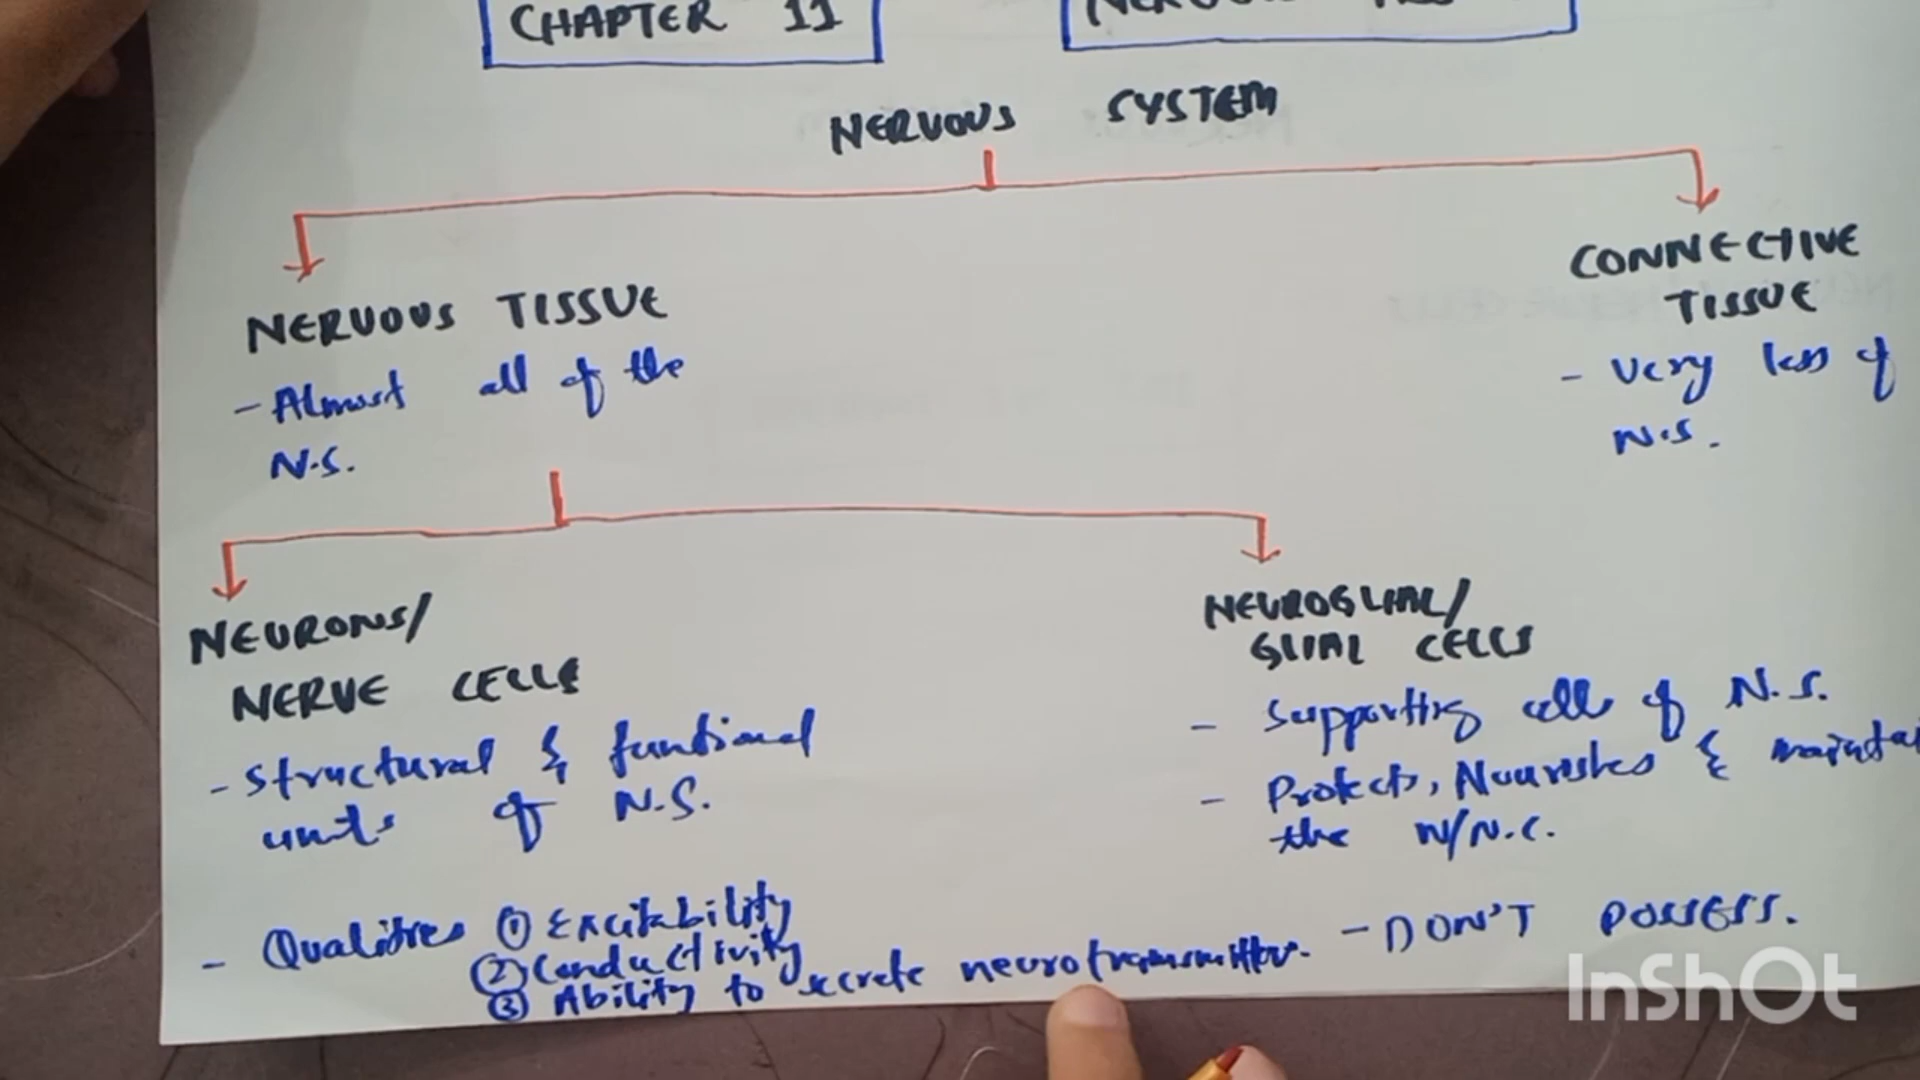 CHAPTER 11
NERVOUS SYSTEM
NERVOUS TISSUE
- Almost all of the
N.S.
CONNECTIVE
TISSUE
- Very less of
N.S.
NEURONS/
NERVE CELLS
- Structural & functional
units of N.S.
- Qualities ① Excitability
② Conductivity
③ Ability to secrete neurotransmitter.
NEUROGLIAL/
GLIAL CELLS
- Supporting cells of N.S.
- Protects, Nourishes &
the N/N.C.
- DON'T POSSESS.
InShOt